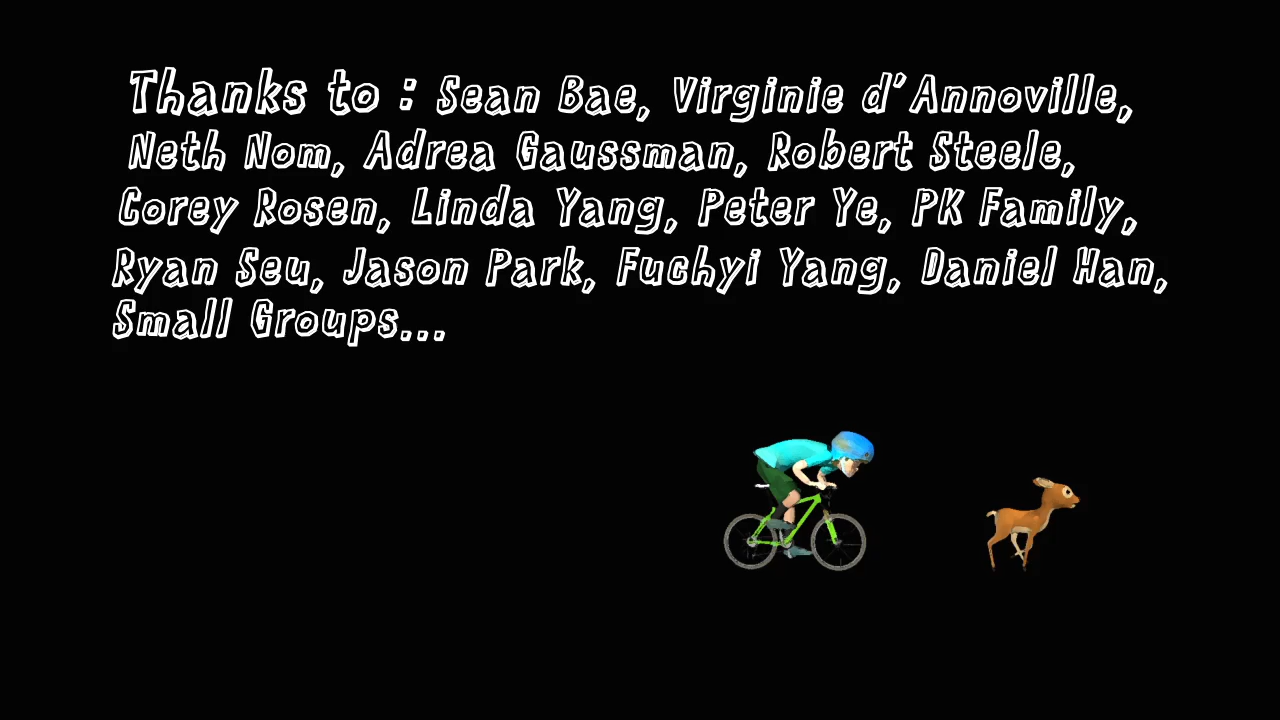 Thanks to : Sean Bae, Virginie d'Annoville,
Neth Nom, Adrea Gaussman, Robert Steele,
Corey Rosen, Linda Yang, Peter Ye, PK Family,
Ryan Seu, Jason Park, Fuchyi Yang, Daniel Han,
Small Groups...